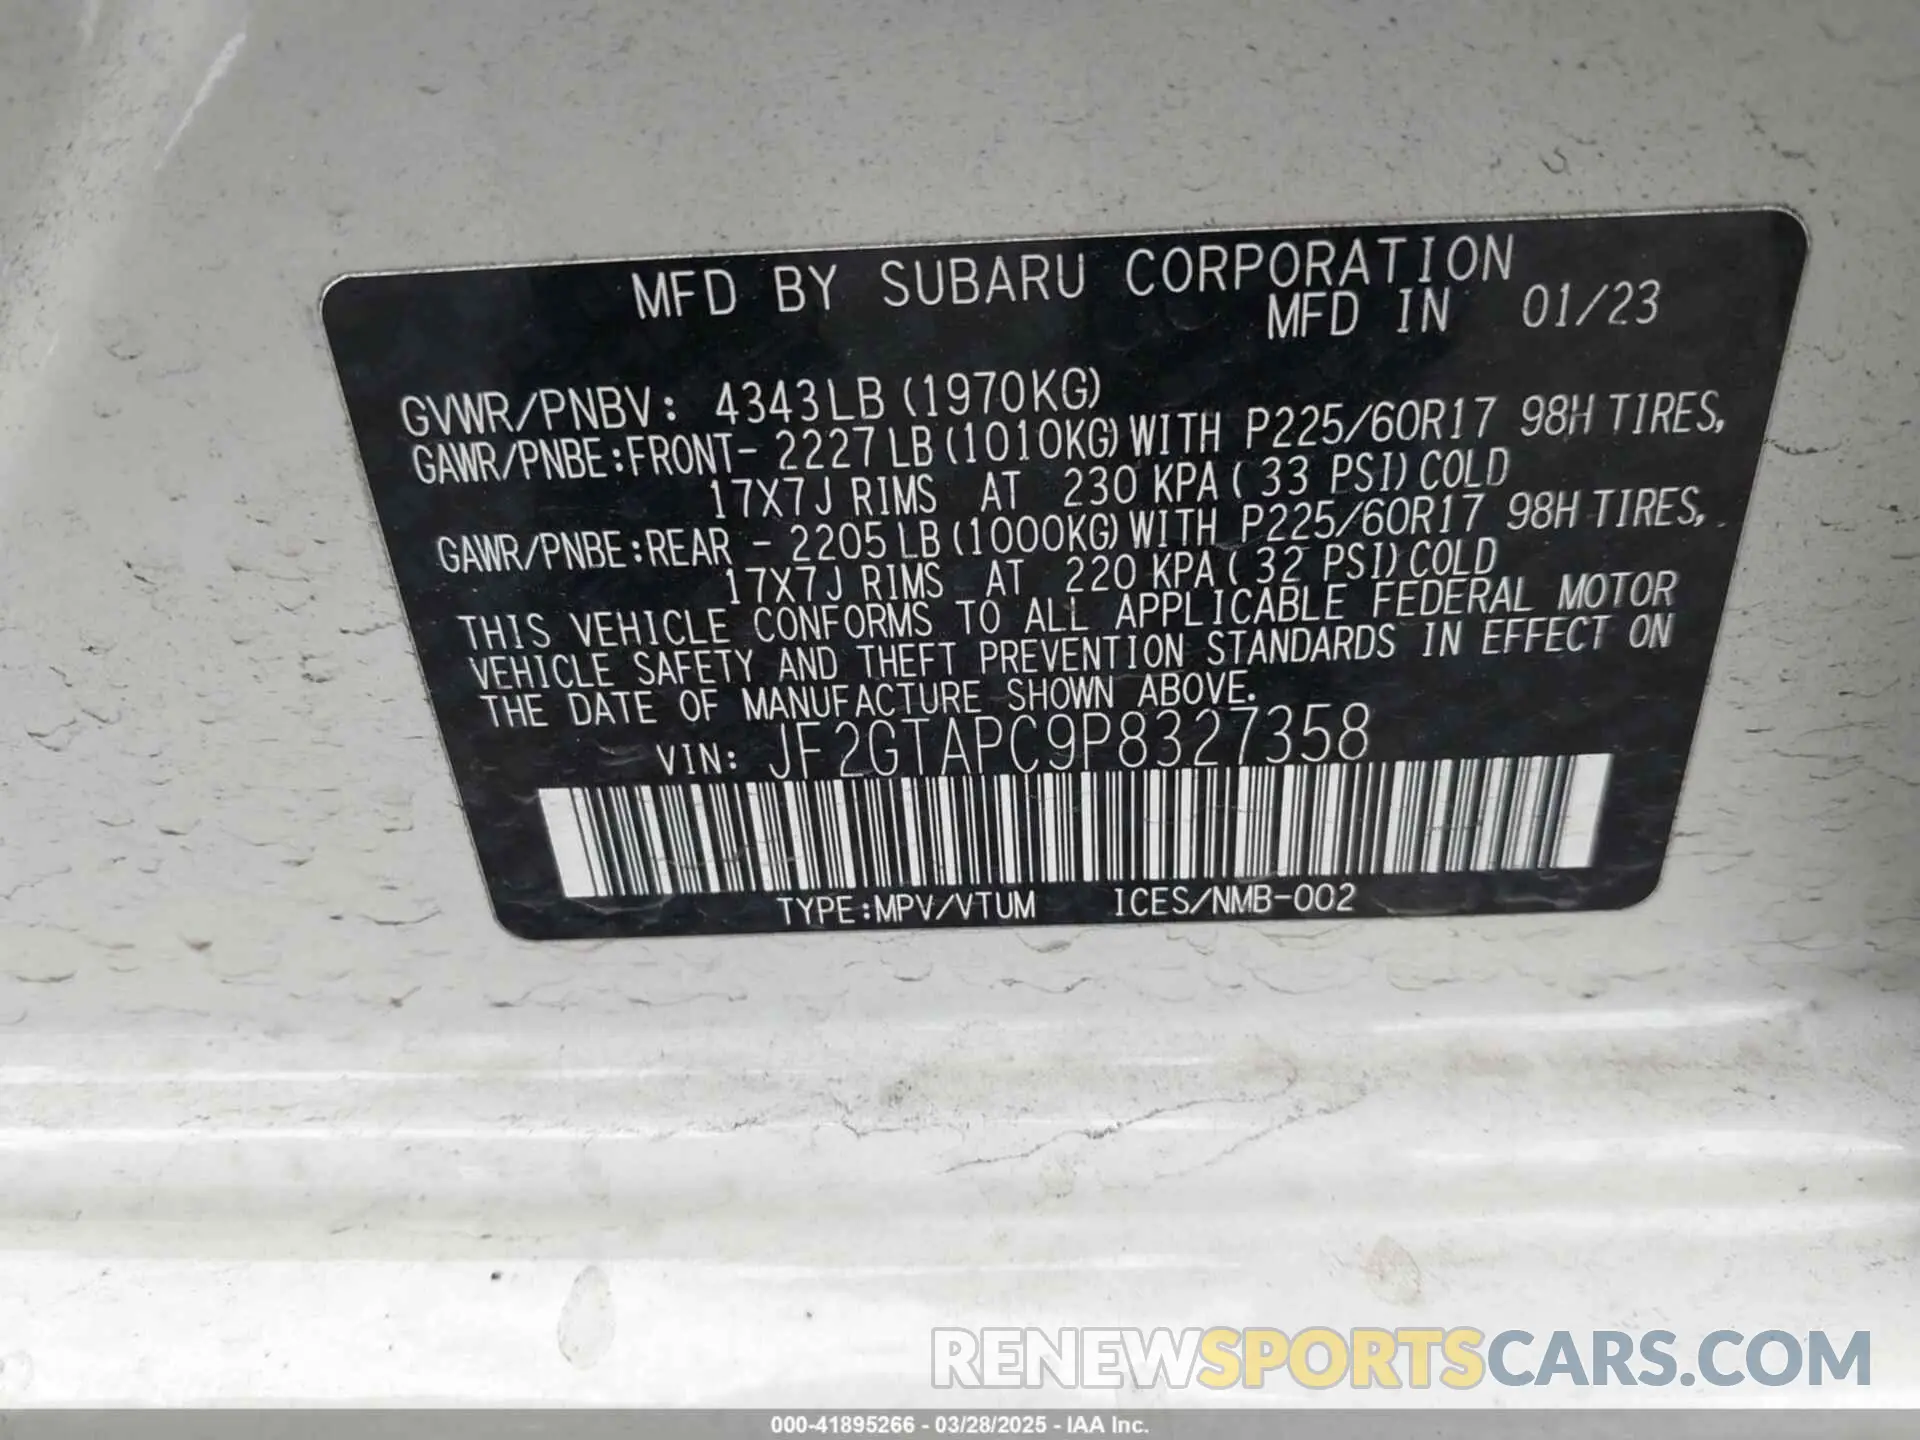 MFD BY SUBARU CORPORATION
MFD IN 01/23
GVWR/PNBV: 4343LB (1970KG)
GAWR/PNBE:FRONT- 2227LB (1010KG) WITH P225/60R17 98H TIRES,
17X7J RIMS AT 230 KPA ( 33 PSI) COLD
GAWR/PNBE:REAR - 2205LB (1000KG) WITH P225/60R17 98H TIRES,
17X7J RIMS AT 220 KPA ( 32 PSI) COLD
THIS VEHICLE CONFORMS TO ALL APPLICABLE FEDERAL MOTOR
VEHICLE SAFETY AND THEFT PREVENTION STANDARDS IN EFFECT ON
THE DATE OF MANUFACTURE SHOWN ABOVE.
VIN: JF2GTAPC9P8327358
TYPE:MPV/VTUM ICES/NMB-002
RENEWSPORTSCARS.COM
000-41895266 - 03/28/2025 - IAA Inc.